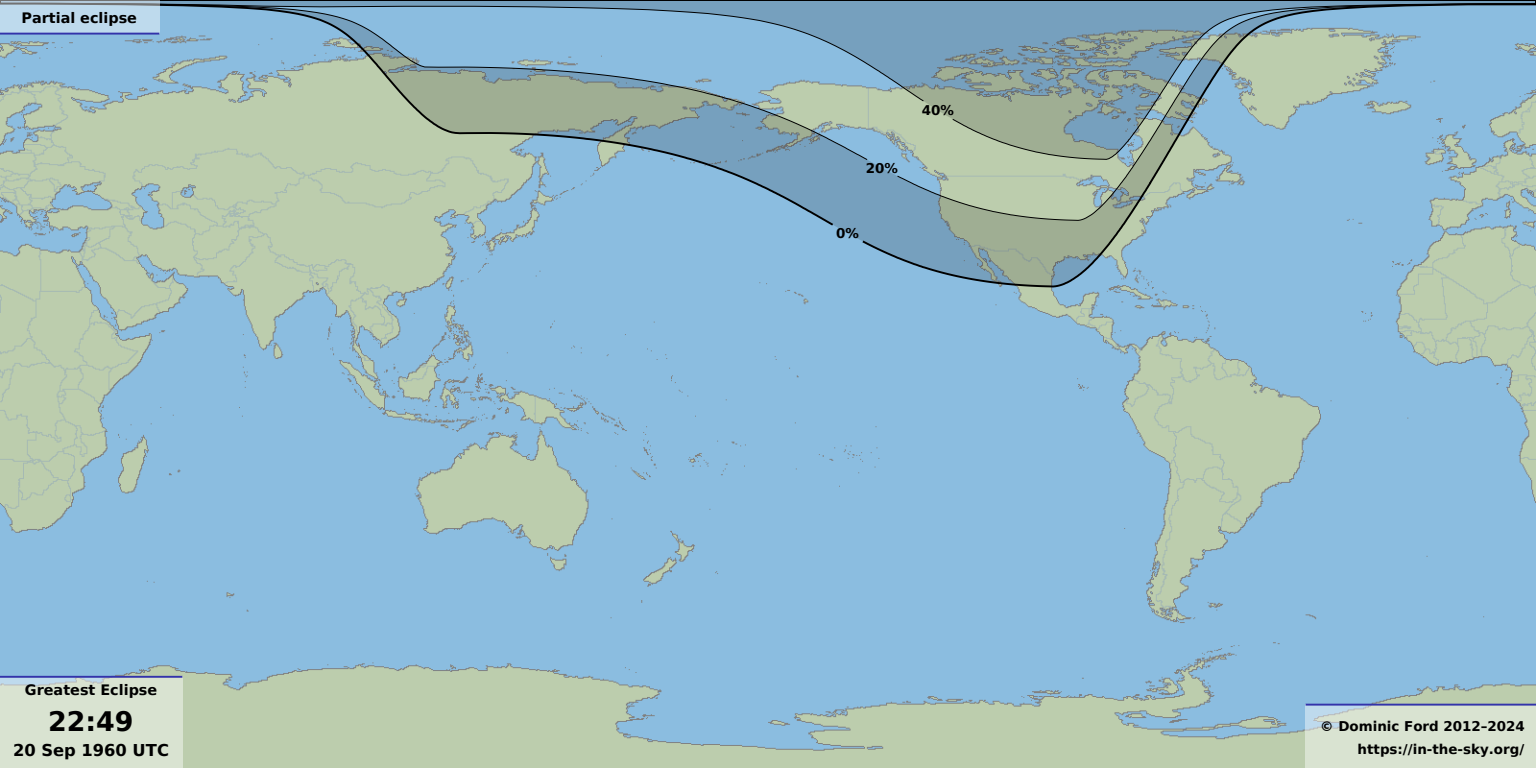 Partial eclipse
40%
20%
0%
Greatest Eclipse
22:49
20 Sep 1960 UTC
© Dominic Ford 2012–2024
https://in-the-sky.org/